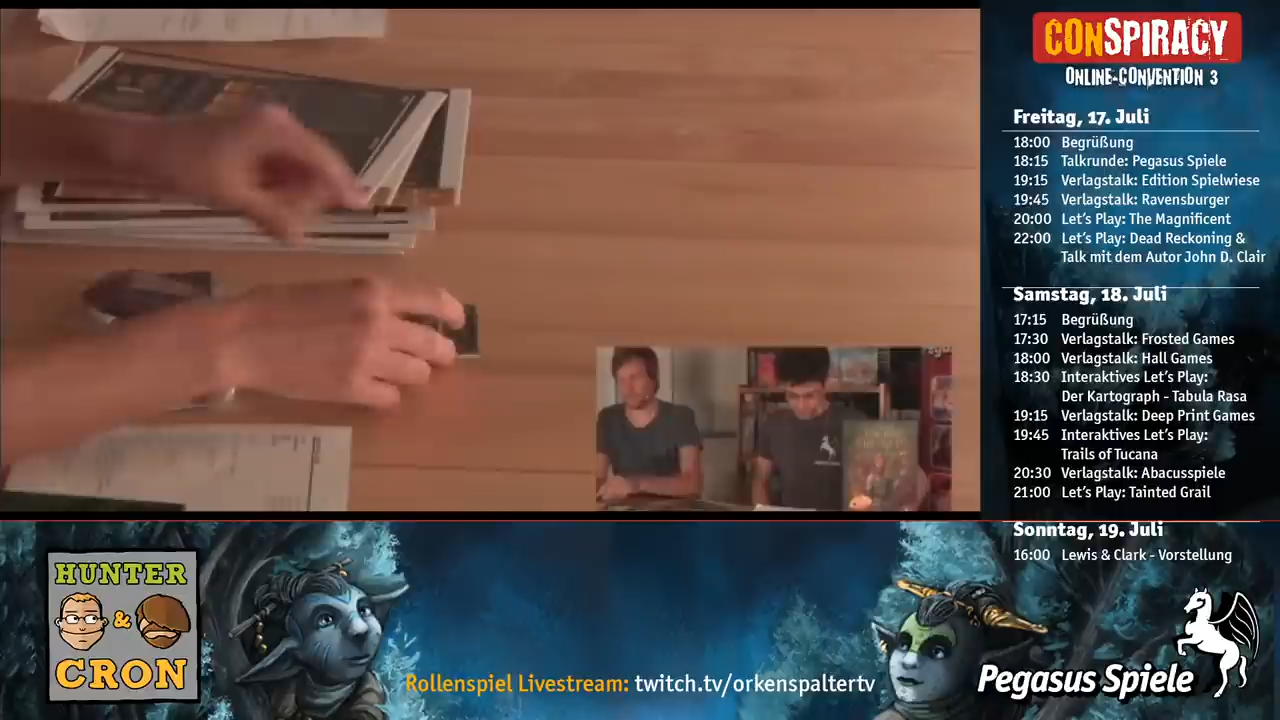 CONSPIRACY
ONLINE-CONVENTION 3
Freitag, 17. Juli
18:00 Begrüßung
18:15 Talkrunde: Pegasus Spiele
19:15 Verlagstalk: Edition Spielwiese
19:45 Verlagstalk: Ravensburger
20:00 Let's Play: The Magnificent
22:00 Let's Play: Dead Reckoning &
Talk mit dem Autor John D. Clair
Samstag, 18. Juli
17:15 Begrüßung
17:30 Verlagstalk: Frosted Games
18:00 Verlagstalk: Hall Games
18:30 Interaktives Let's Play:
Der Kartograph - Tabula Rasa
19:15 Verlagstalk: Deep Print Games
19:45 Interaktives Let's Play:
Trails of Tucana
20:30 Verlagstalk: Abacusspiele
21:00 Let's Play: Tainted Grail
Sonntag, 19. Juli
16:00 Lewis & Clark - Vorstellung
HUNTER
&
CRON
Rollenspiel Livestream: twitch.tv/orkenspaltertv
Pegasus Spiele